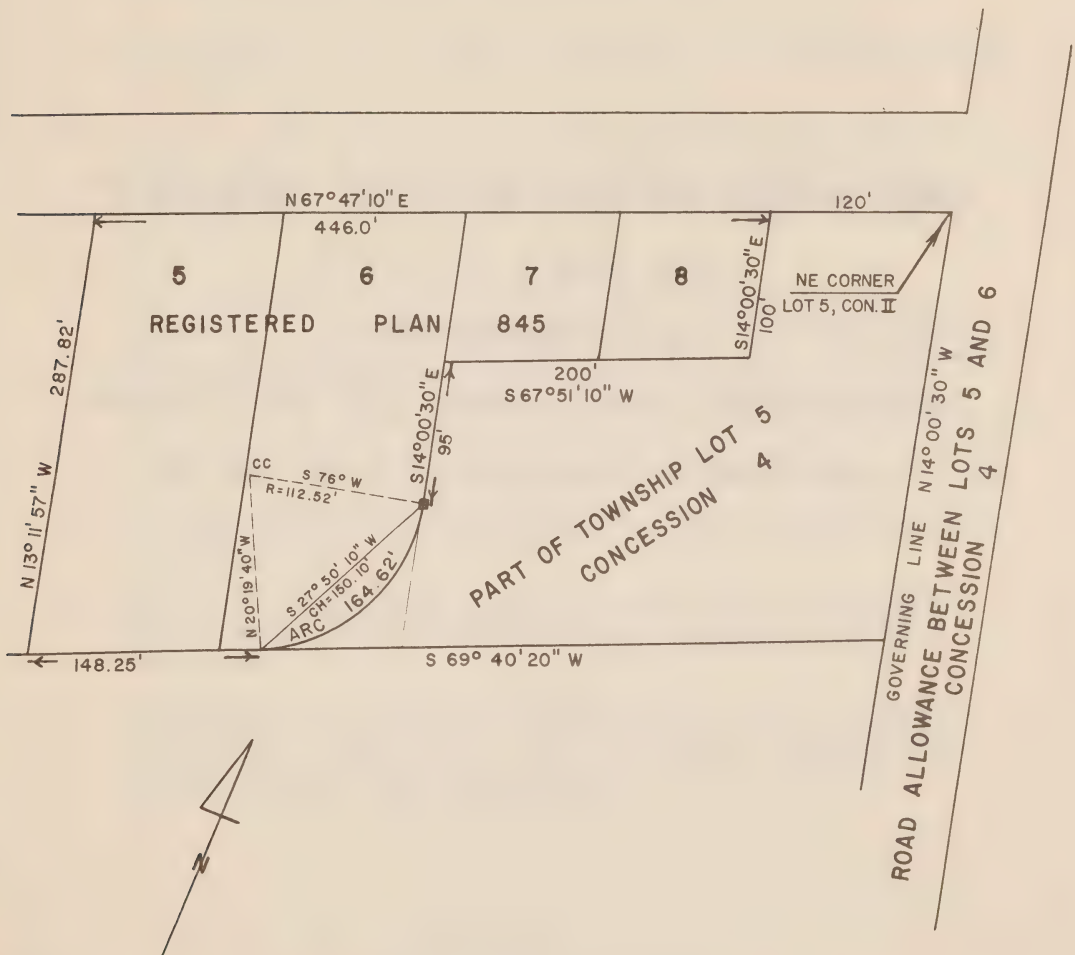 N 67°47'10" E
446.0'
120'
5
6
7
8
REGISTERED PLAN 845
NE CORNER
LOT 5, CON. II
S14°00'30"E
100'
287.82'
N 13° 11' 57" W
200'
S 67°51'10" W
S14°00'30"E
95'
CC
S 76° W
R=112.52'
N 20°19'40"W
S 27° 50' 10" W
CH=150.10'
ARC 164.62'
PART OF TOWNSHIP LOT 5
CONCESSION 4
148.25'
S 69° 40' 20" W
GOVERNING LINE N14°00'30" W
ROAD ALLOWANCE BETWEEN LOTS 5 AND 6
CONCESSION 4
N